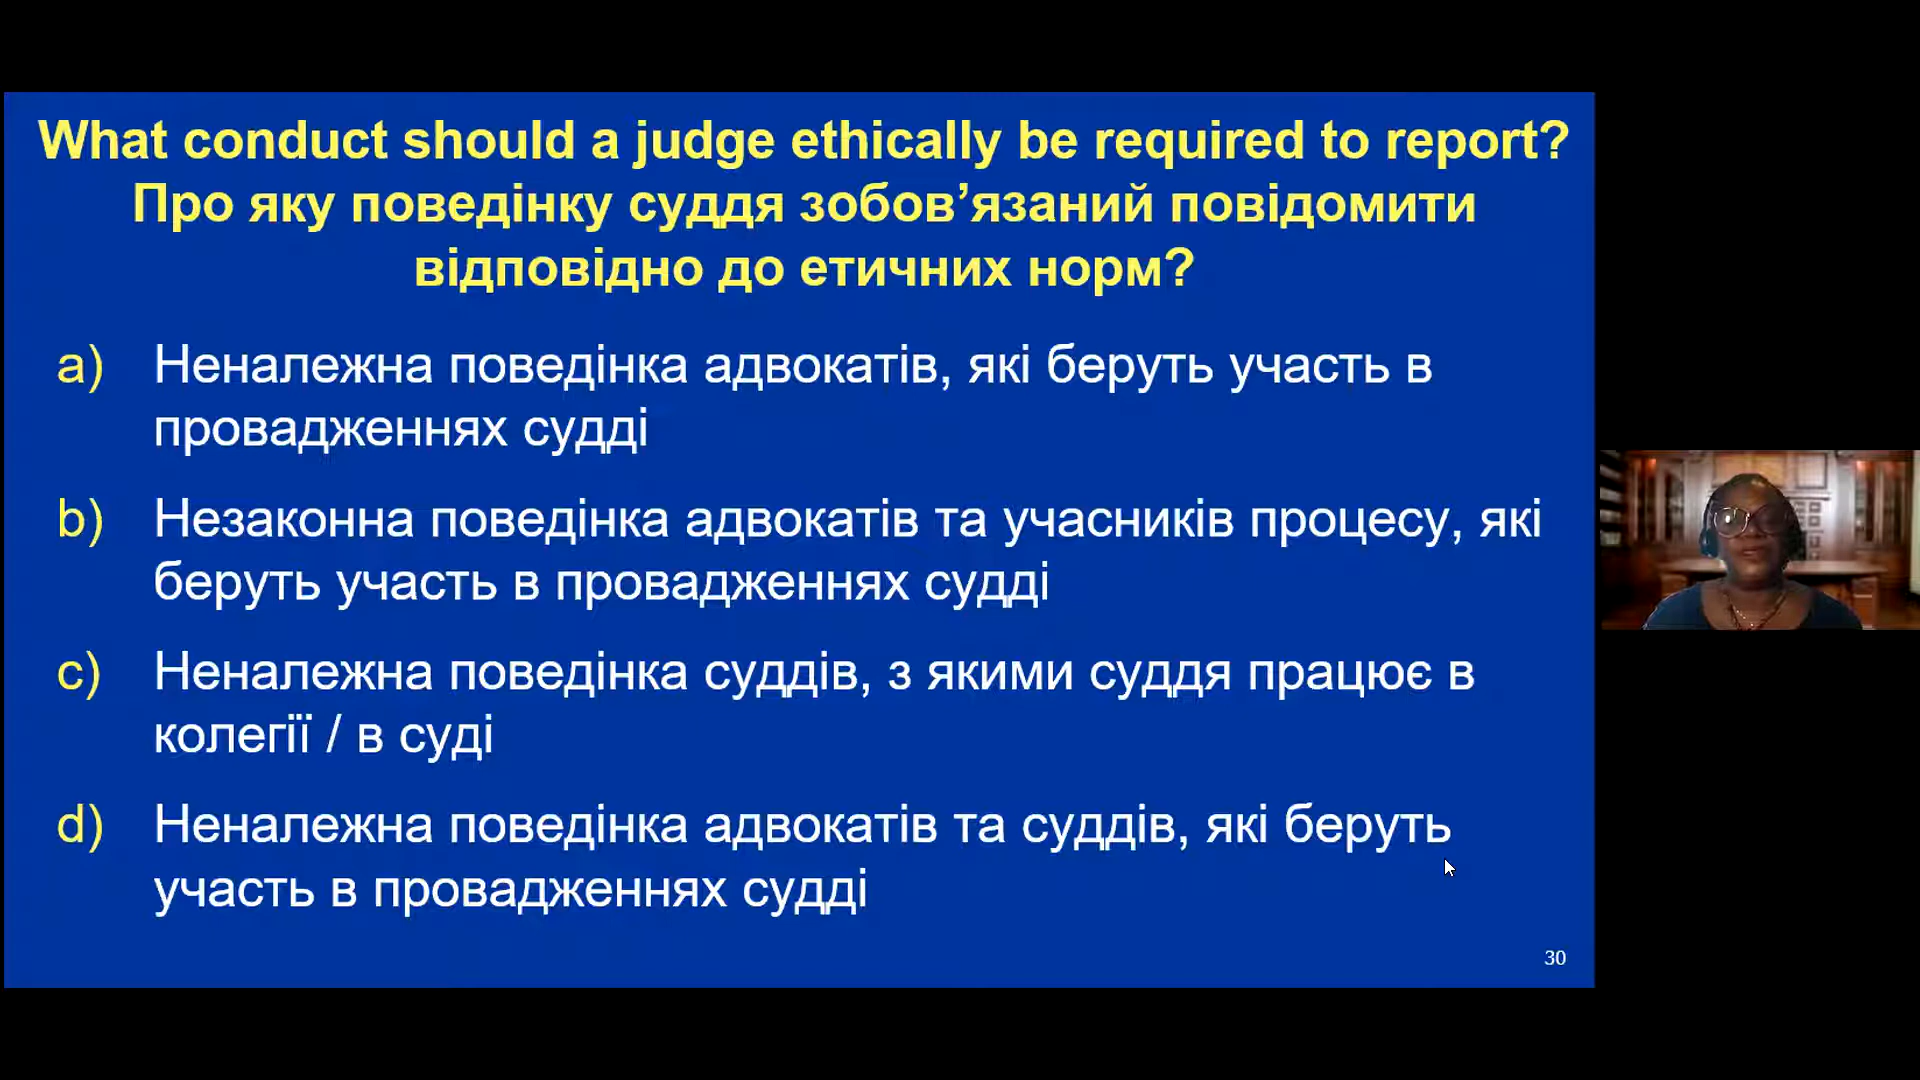 What conduct should a judge ethically be required to report?
Про яку поведінку суддя зобов’язаний повідомити
відповідно до етичних норм?
a) Неналежна поведінка адвокатів, які беруть участь в
провадженнях судді
b) Незаконна поведінка адвокатів та учасників процесу, які
беруть участь в провадженнях судді
c) Неналежна поведінка суддів, з якими суддя працює в
колегії / в суді
d) Неналежна поведінка адвокатів та суддів, які беруть
участь в провадженнях судді
30